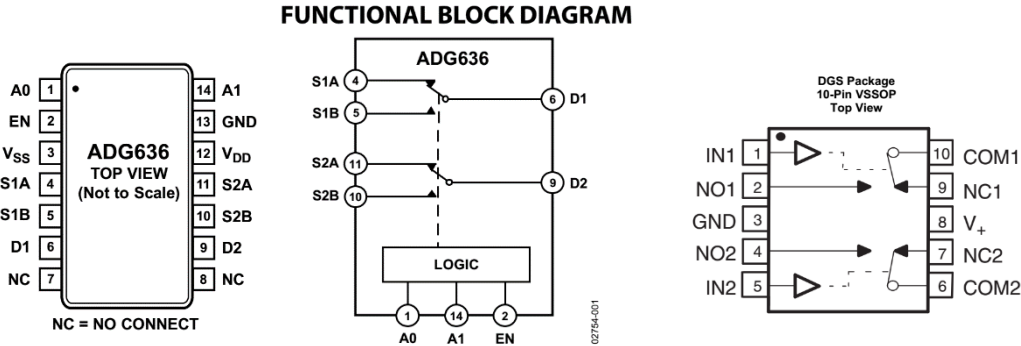 FUNCTIONAL BLOCK DIAGRAM
A0 1
EN 2
VSS 3
S1A 4
S1B 5
D1 6
NC 7
14 A1
13 GND
12 VDD
11 S2A
10 S2B
9 D2
8 NC
ADG636
TOP VIEW
(Not to Scale)
NC = NO CONNECT
ADG636
S1A 4
S1B 5
6 D1
S2A 11
S2B 10
9 D2
LOGIC
1 14 2
A0 A1 EN
02754-001
DGS Package
10-Pin VSSOP
Top View
IN1 1
NO1 2
GND 3
NO2 4
IN2 5
10 COM1
9 NC1
8 V+
7 NC2
6 COM2